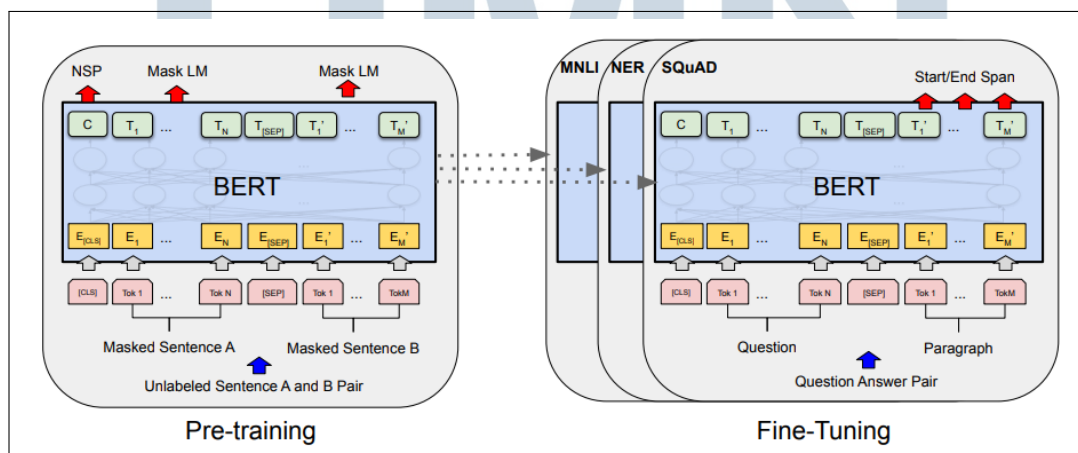 NSP Mask LM Mask LM
C T1 ... TN T[SEP] T1' ... TM'
BERT
E[CLS] E1 ... EN E[SEP] E1' ... EM'
[CLS] Tok 1 ... Tok N [SEP] Tok 1 ... TokM
Masked Sentence A Masked Sentence B
Unlabeled Sentence A and B Pair
Pre-training
MNLI NER SQuAD
Start/End Span
C T1 ... TN T[SEP] T1' ... TM'
BERT
E[CLS] E1 ... EN E[SEP] E1' ... EM'
[CLS] Tok 1 ... Tok N [SEP] Tok 1 ... TokM
Question Paragraph
Question Answer Pair
Fine-Tuning